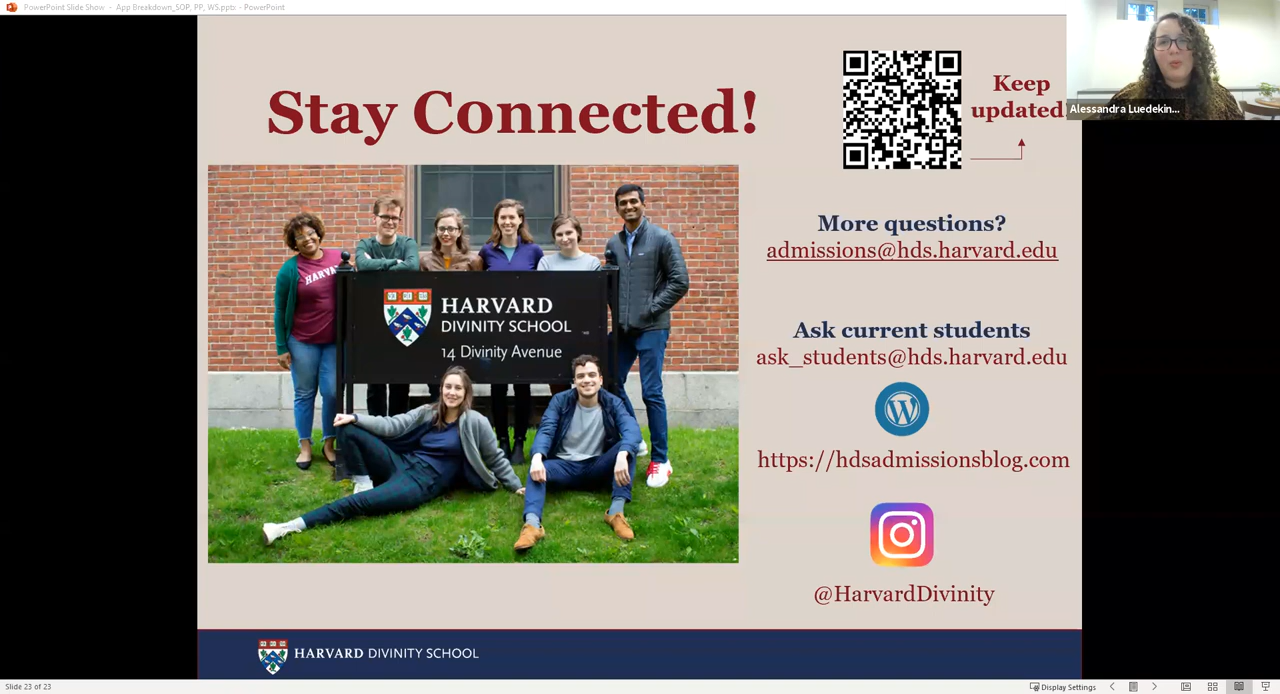 PowerPoint Slide Show - App Breakdown_SOP, PP, WS.pptx - PowerPoint
Stay Connected!
Keep
updated
Alessandra Luedekin...
HARVARD
HARVARD
DIVINITY SCHOOL
14 Divinity Avenue
More questions?
admissions@hds.harvard.edu
Ask current students
ask_students@hds.harvard.edu
https://hdsadmissionsblog.com
@HarvardDivinity
HARVARD DIVINITY SCHOOL
Slide 23 of 23
Display Settings